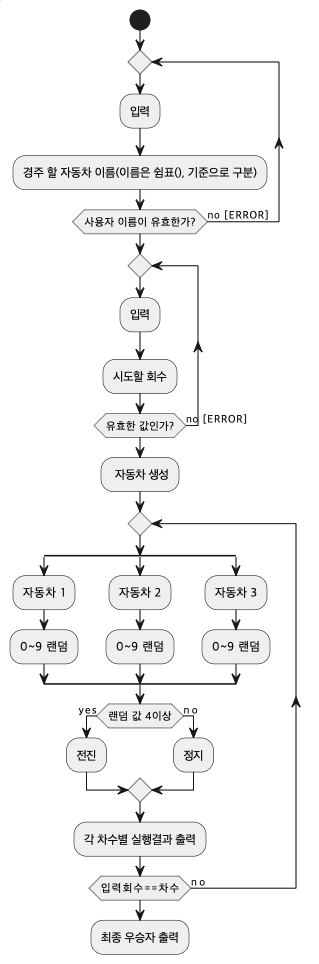 입력
경주 할 자동차 이름(이름은 쉼표(), 기준으로 구분)
사용자 이름이 유효한가?
no [ERROR]
입력
시도할 회수
유효한 값인가?
no [ERROR]
자동차 생성
자동차 1
자동차 2
자동차 3
0~9 랜덤
0~9 랜덤
0~9 랜덤
yes
랜덤 값 4이상
no
전진
정지
각 차수별 실행결과 출력
입력회수==차수
no
최종 우승자 출력